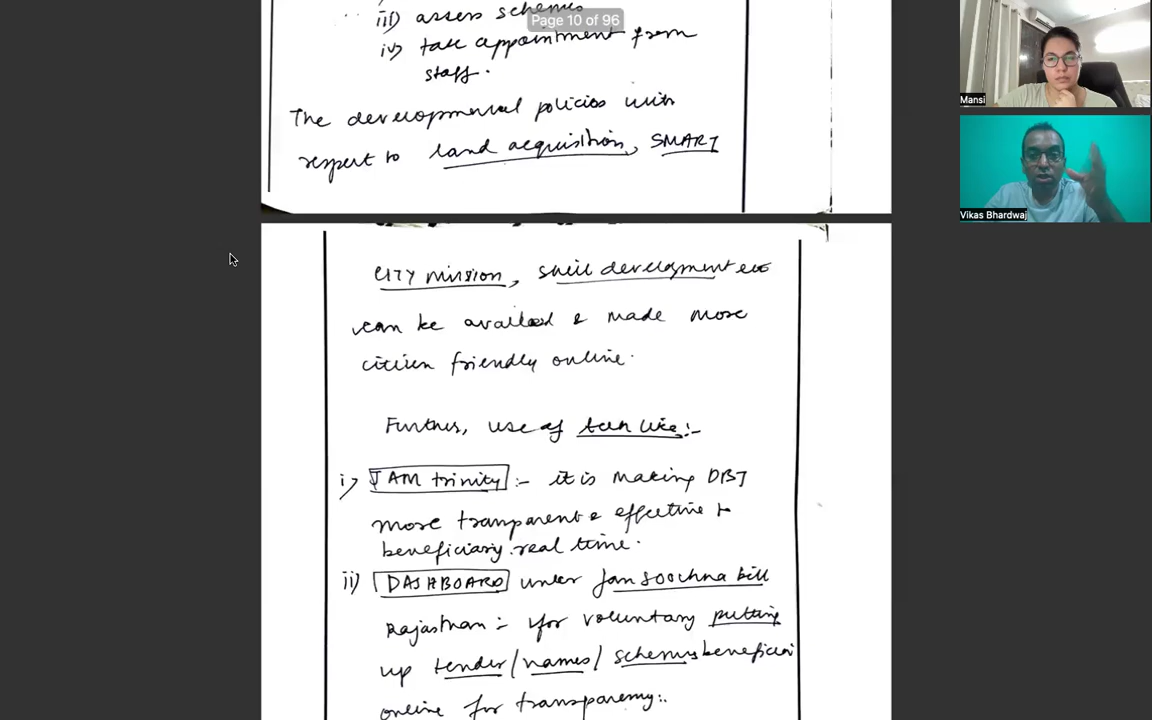 iii) assess schemes
Page 10 of 96
iv) take appointment from
staff.
The developmental policies with
respect to land acquisition, SMART
Mansi
Vikas Bhardwaj
CITY mission, skill development etc
can be availed & made more
citizen friendly online.
Further, use of tech like:-
i) JAM trinity :- it is making DBT
more transparent & effective to
beneficiary real time.
ii) DASHBOARD under Jan Soochna bill
Rajasthan :- for voluntary putting
up tender/names/schemes beneficiari
online for transparency:.